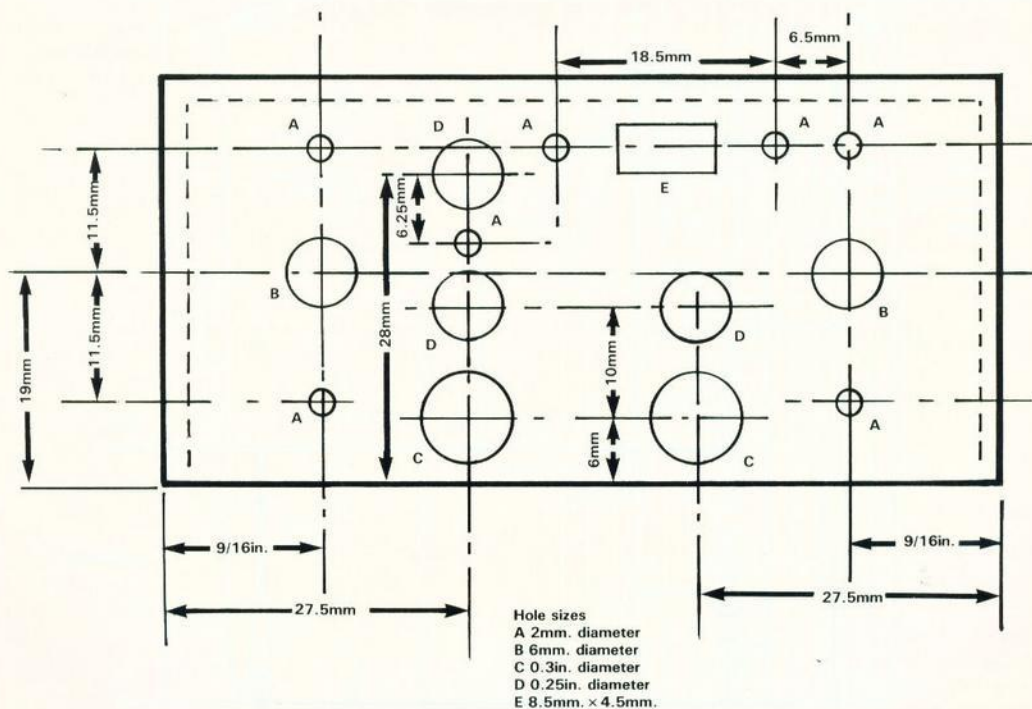 6.5mm
18.5mm
A
D
A
A
A
E
11.5mm
6.25mm
A
B
B
28mm
D
D
11.5mm
19mm
10mm
A
A
6mm
C
C
9/16in.
9/16in.
27.5mm
27.5mm
Hole sizes
A 2mm. diameter
B 6mm. diameter
C 0.3in. diameter
D 0.25in. diameter
E 8.5mm. × 4.5mm.